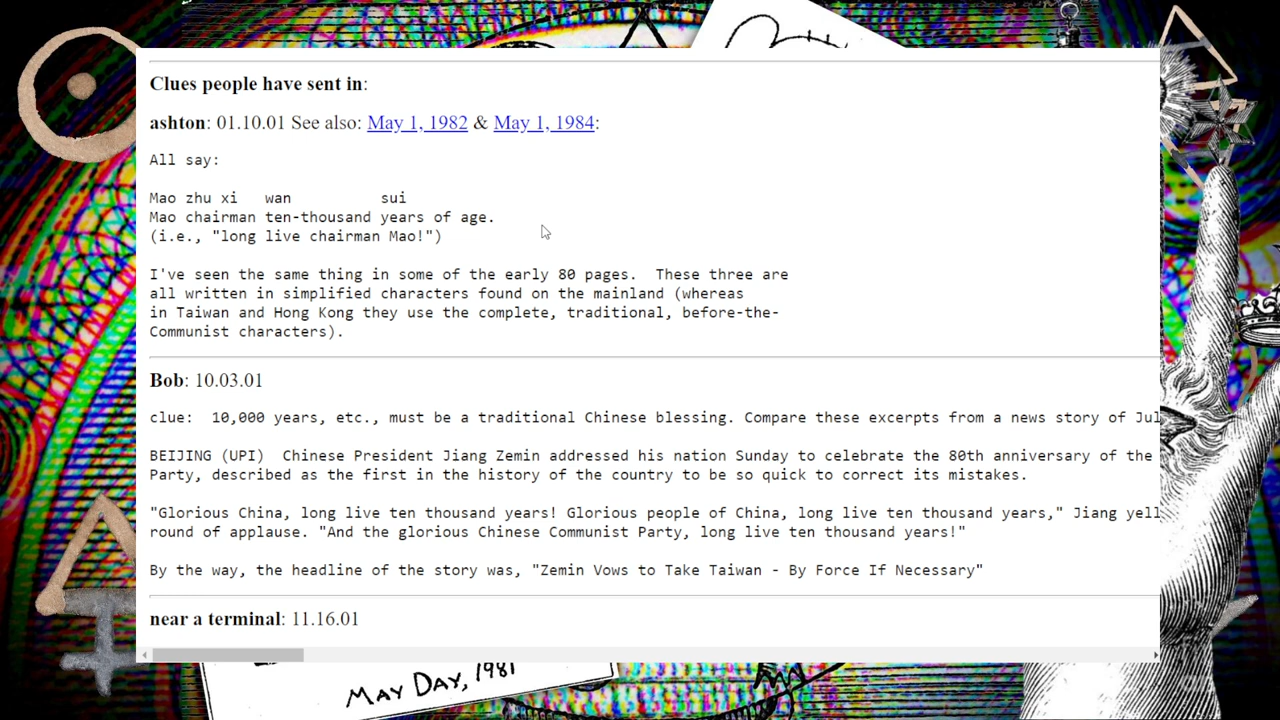 Clues people have sent in:
ashton: 01.10.01 See also: May 1, 1982 & May 1, 1984:
All say:
Mao zhu xi wan sui
Mao chairman ten-thousand years of age.
(i.e., "long live chairman Mao!")
I've seen the same thing in some of the early 80 pages. These three are
all written in simplified characters found on the mainland (whereas
in Taiwan and Hong Kong they use the complete, traditional, before-the-
Communist characters).
Bob: 10.03.01
clue: 10,000 years, etc., must be a traditional Chinese blessing. Compare these excerpts from a news story of Jul
BEIJING (UPI) Chinese President Jiang Zemin addressed his nation Sunday to celebrate the 80th anniversary of the
Party, described as the first in the history of the country to be so quick to correct its mistakes.
"Glorious China, long live ten thousand years! Glorious people of China, long live ten thousand years," Jiang yell
round of applause. "And the glorious Chinese Communist Party, long live ten thousand years!"
By the way, the headline of the story was, "Zemin Vows to Take Taiwan - By Force If Necessary"
near a terminal: 11.16.01
MAY DAY, 1981